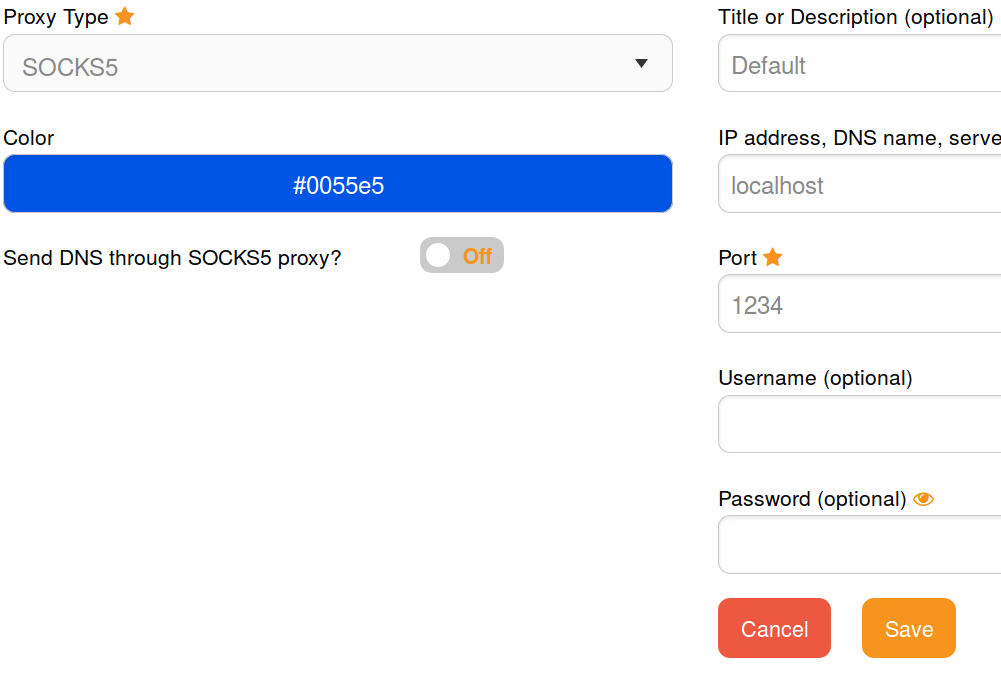 Proxy Type
SOCKS5
Color
#0055e5
Send DNS through SOCKS5 proxy?
Off
Title or Description (optional)
Default
IP address, DNS name, serve
localhost
Port
1234
Username (optional)
Password (optional)
Cancel
Save